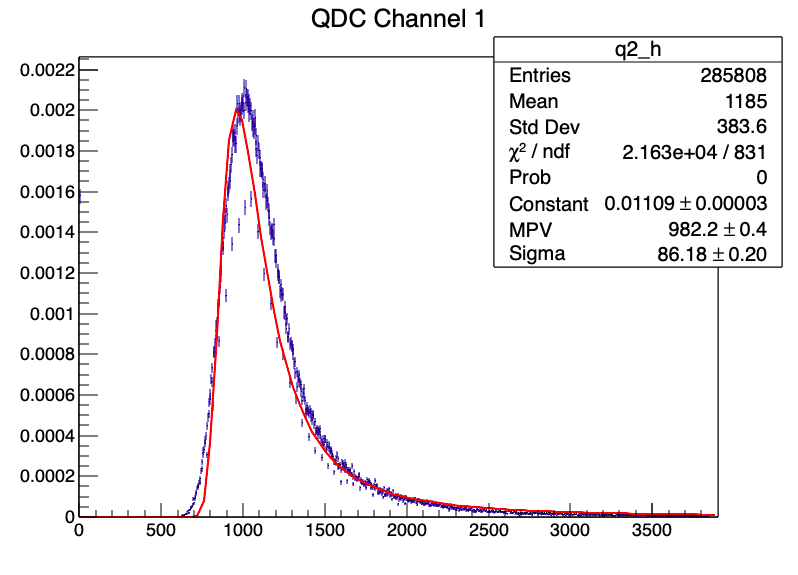 QDC Channel 1
q2_h
Entries 285808
Mean 1185
Std Dev 383.6
χ² / ndf 2.163e+04 / 831
Prob 0
Constant 0.01109 ± 0.00003
MPV 982.2 ± 0.4
Sigma 86.18 ± 0.20
0.0022
0.002
0.0018
0.0016
0.0014
0.0012
0.001
0.0008
0.0006
0.0004
0.0002
0
0 500 1000 1500 2000 2500 3000 3500